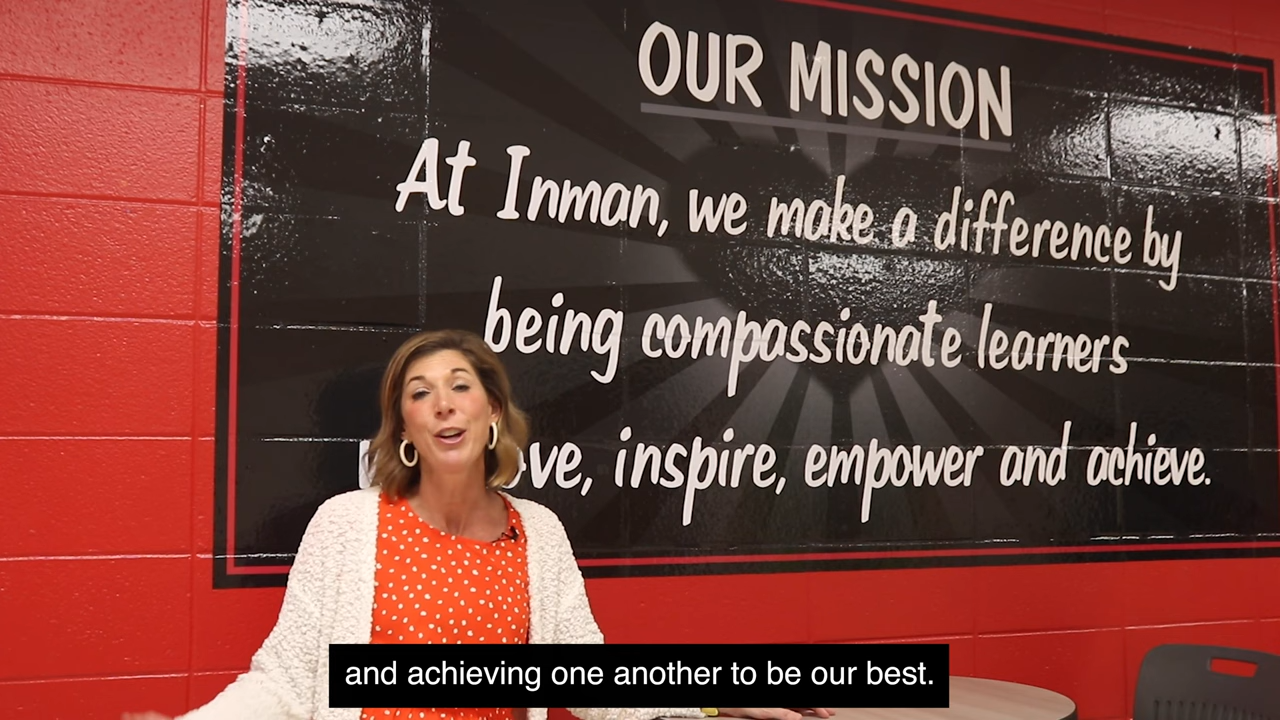 OUR MISSION
At Inman, we make a difference by
being compassionate learners
inspire, empower and achieve.
and achieving one another to be our best.